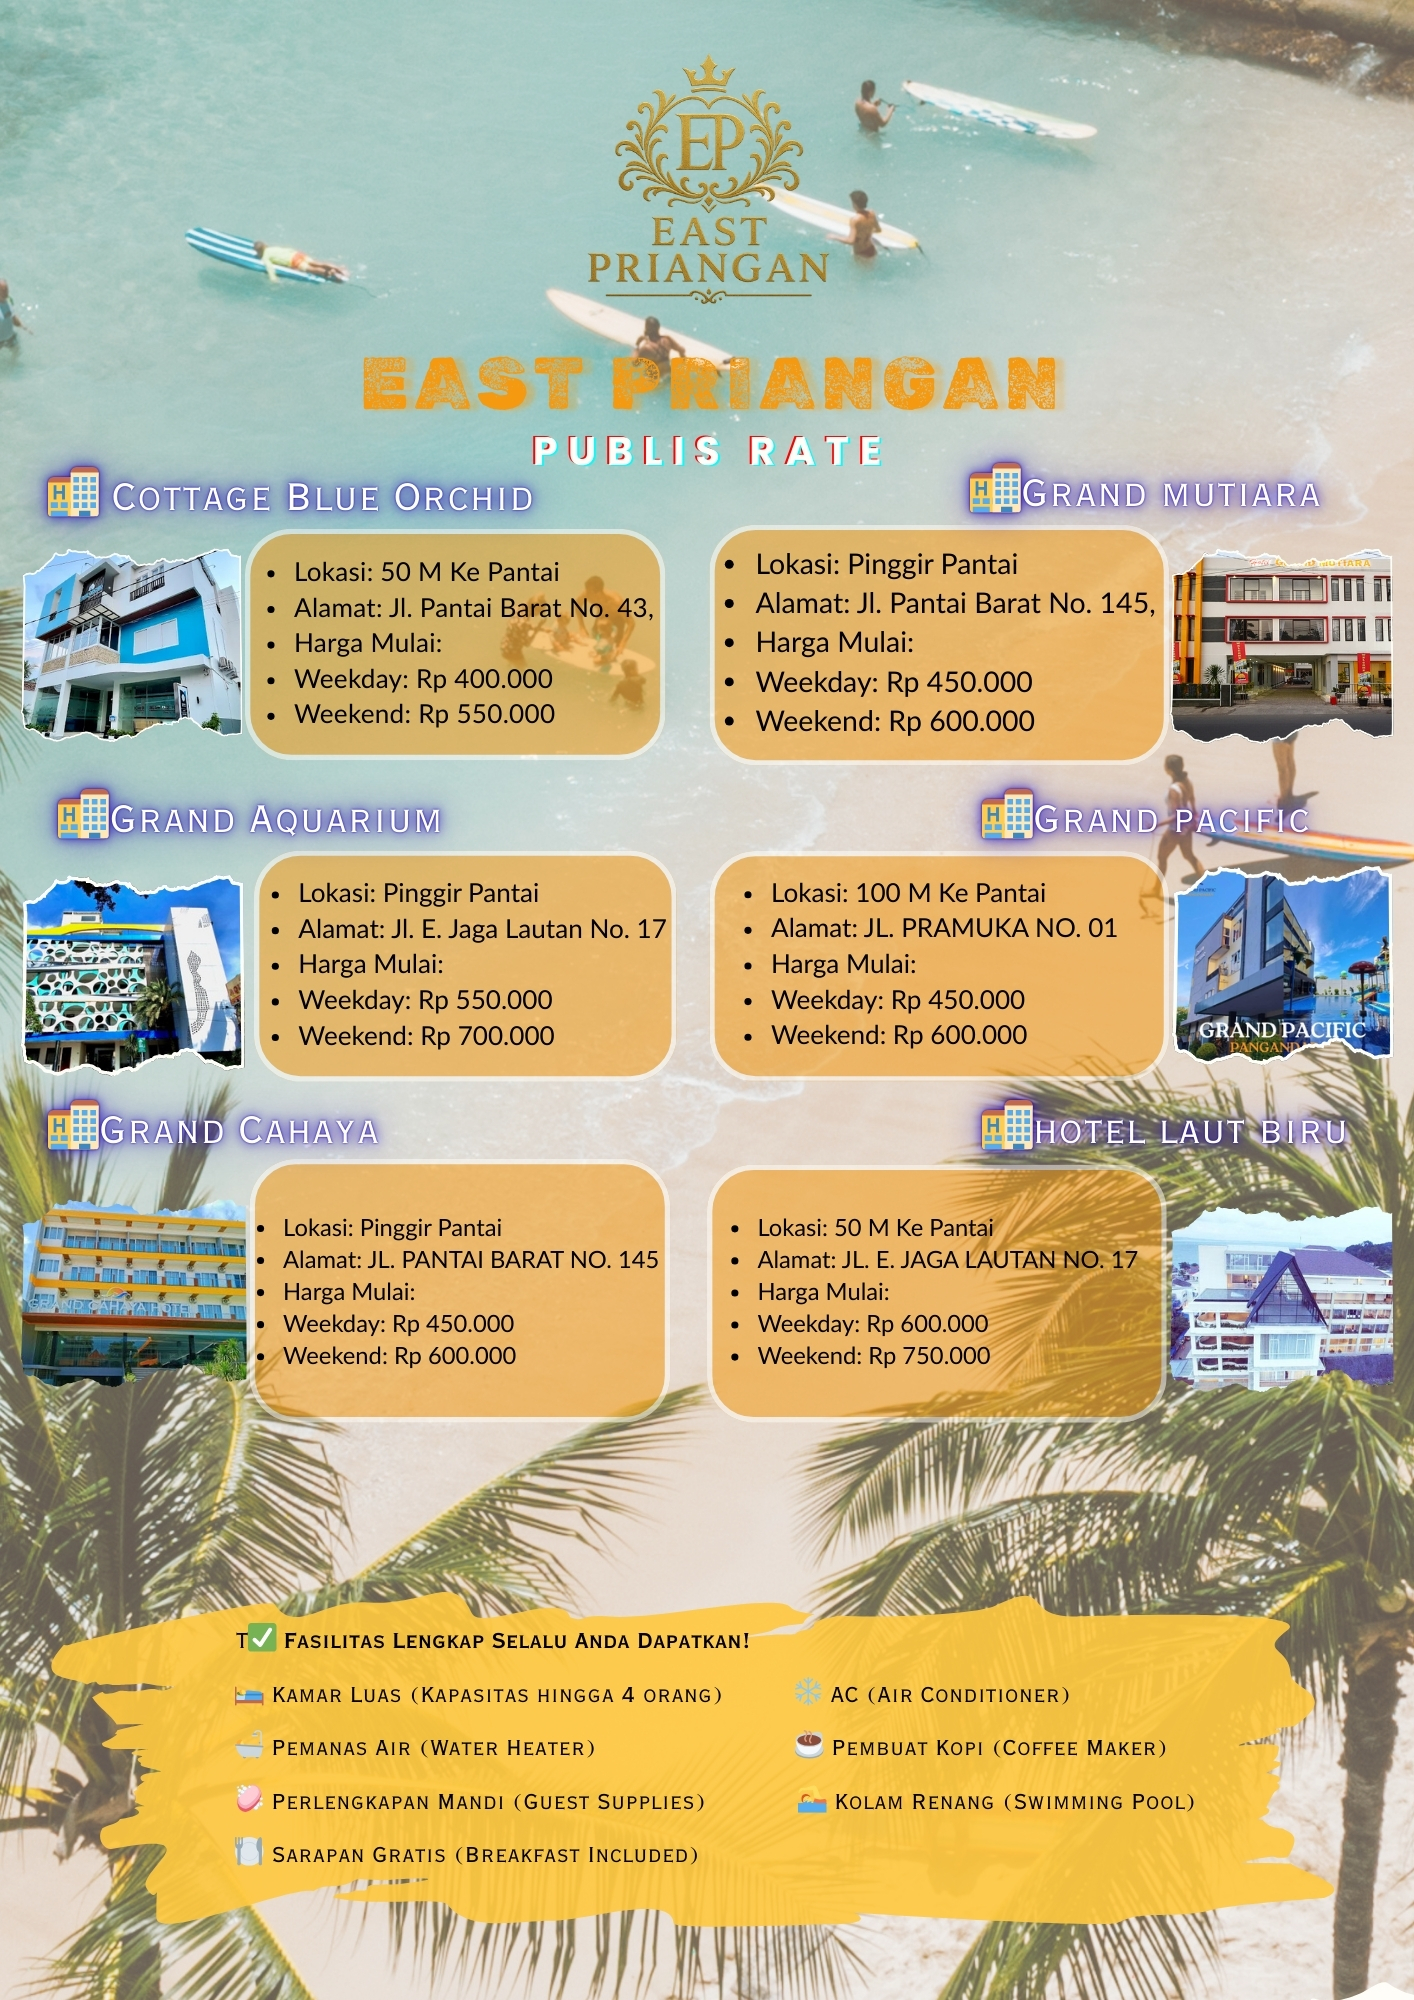 EP
EAST
PRIANGAN
EAST PRIANGAN
PUBLIS RATE
COTTAGE BLUE ORCHID
• Lokasi: 50 M Ke Pantai
• Alamat: Jl. Pantai Barat No. 43,
• Harga Mulai:
• Weekday: Rp 400.000
• Weekend: Rp 550.000
GRAND MUTIARA
• Lokasi: Pinggir Pantai
• Alamat: Jl. Pantai Barat No. 145,
• Harga Mulai:
• Weekday: Rp 450.000
• Weekend: Rp 600.000
GRAND AQUARIUM
• Lokasi: Pinggir Pantai
• Alamat: Jl. E. Jaga Lautan No. 17
• Harga Mulai:
• Weekday: Rp 550.000
• Weekend: Rp 700.000
GRAND PACIFIC
• Lokasi: 100 M Ke Pantai
• Alamat: JL. PRAMUKA NO. 01
• Harga Mulai:
• Weekday: Rp 450.000
• Weekend: Rp 600.000
GRAND PACIFIC
GRAND CAHAYA
• Lokasi: Pinggir Pantai
• Alamat: JL. PANTAI BARAT NO. 145
• Harga Mulai:
• Weekday: Rp 450.000
• Weekend: Rp 600.000
GRAND CAHAYA HOTEL
HOTEL LAUT BIRU
• Lokasi: 50 M Ke Pantai
• Alamat: JL. E. JAGA LAUTAN NO. 17
• Harga Mulai:
• Weekday: Rp 600.000
• Weekend: Rp 750.000
T✅ FASILITAS LENGKAP SELALU ANDA DAPATKAN!
KAMAR LUAS (KAPASITAS HINGGA 4 ORANG)
AC (AIR CONDITIONER)
PEMANAS AIR (WATER HEATER)
PEMBUAT KOPI (COFFEE MAKER)
PERLENGKAPAN MANDI (GUEST SUPPLIES)
KOLAM RENANG (SWIMMING POOL)
SARAPAN GRATIS (BREAKFAST INCLUDED)